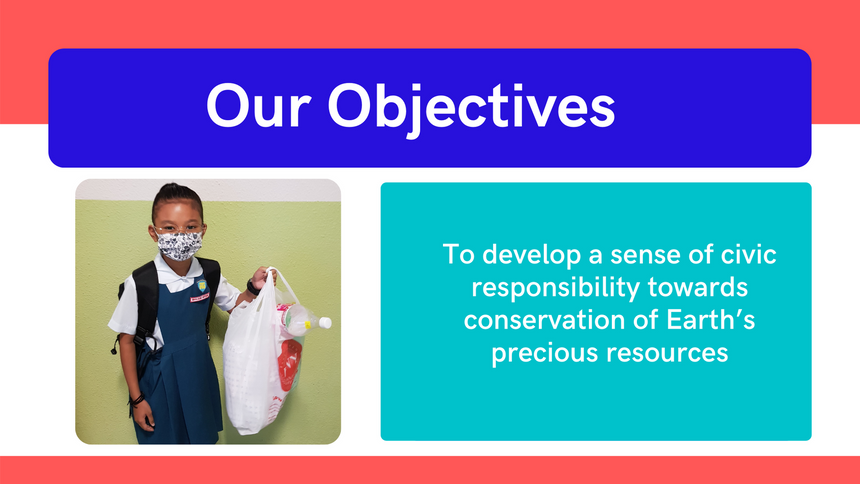 Our Objectives
To develop a sense of civic
responsibility towards
conservation of Earth’s
precious resources